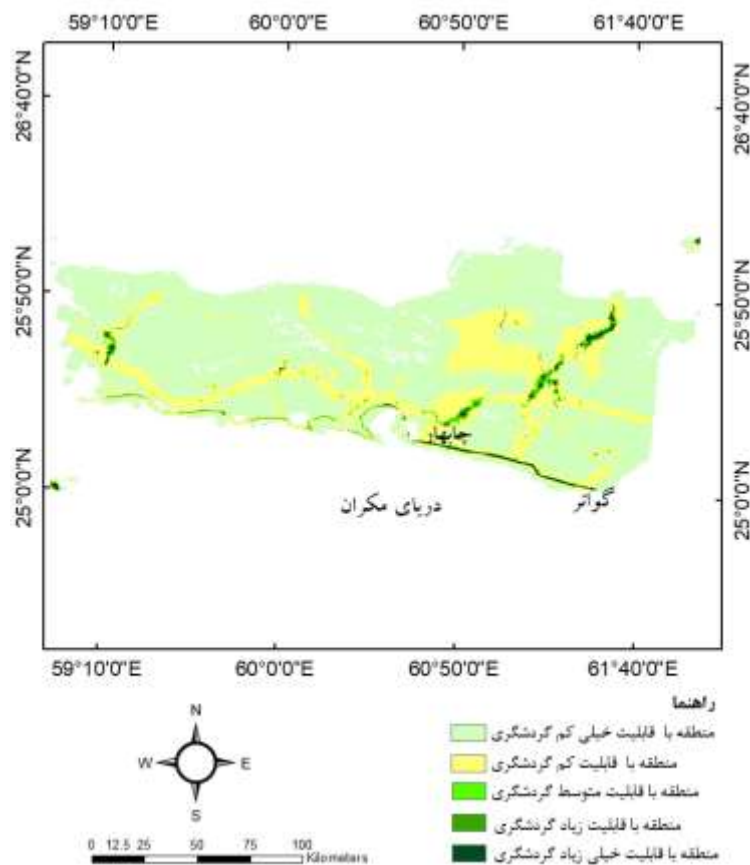 59°10'0"E 60°0'0"E 60°50'0"E 61°40'0"E
26°40'0"N 26°40'0"N
25°50'0"N 25°50'0"N
چابهار
25°0'0"N 25°0'0"N
دریای مکران گواتر
59°10'0"E 60°0'0"E 60°50'0"E 61°40'0"E
راهنما
منطقه با قابلیت خیلی کم گردشگری
منطقه با قابلیت کم گردشگری
منطقه با قابلیت متوسط گردشگری
منطقه با قابلیت زیاد گردشگری
منطقه با قابلیت خیلی زیاد گردشگری
N
W E
S
0 12.5 25 50 75 100
Kilometers